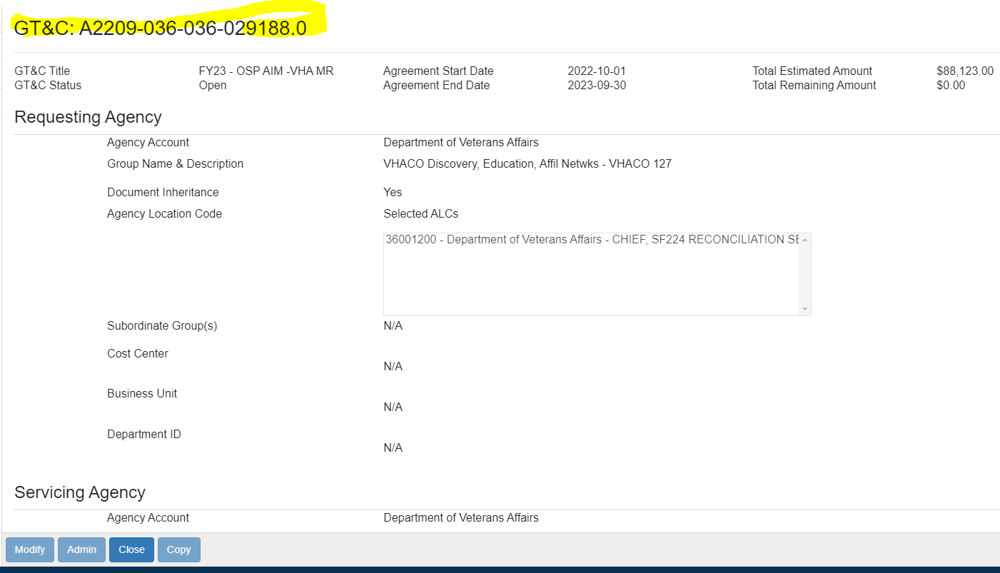 GT&C: A2209-036-036-029188.0
GT&C Title FY23 - OSP AIM -VHA MR Agreement Start Date 2022-10-01 Total Estimated Amount $88,123.00
GT&C Status Open Agreement End Date 2023-09-30 Total Remaining Amount $0.00
Requesting Agency
Agency Account Department of Veterans Affairs
Group Name & Description VHACO Discovery, Education, Affil Netwks - VHACO 127
Document Inheritance Yes
Agency Location Code Selected ALCs
36001200 - Department of Veterans Affairs - CHIEF, SF224 RECONCILIATION
Subordinate Group(s) N/A
Cost Center
N/A
Business Unit
N/A
Department ID
N/A
Servicing Agency
Agency Account Department of Veterans Affairs
Modify Admin Close Copy